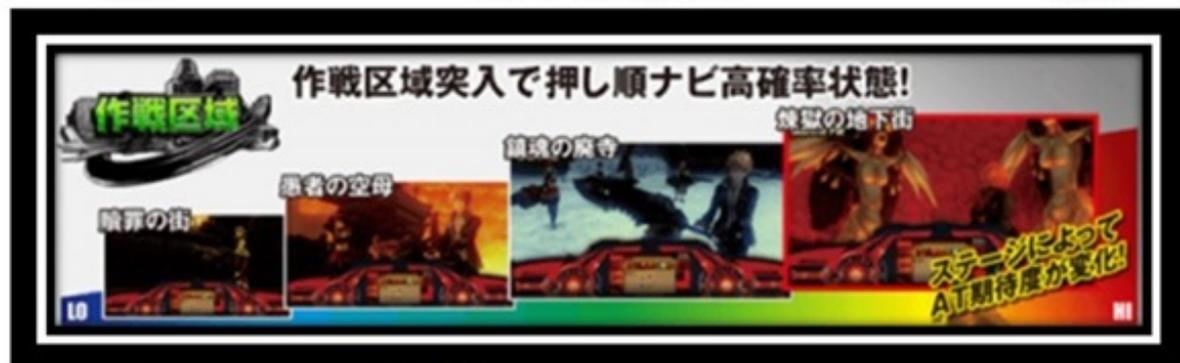 作戦区域
作戦区域突入で押し順ナビ高確率状態!
贖罪の街
愚者の空母
鎮魂の廃寺
煉獄の地下街
ステージによって
AT期待度が変化!
LO
HI